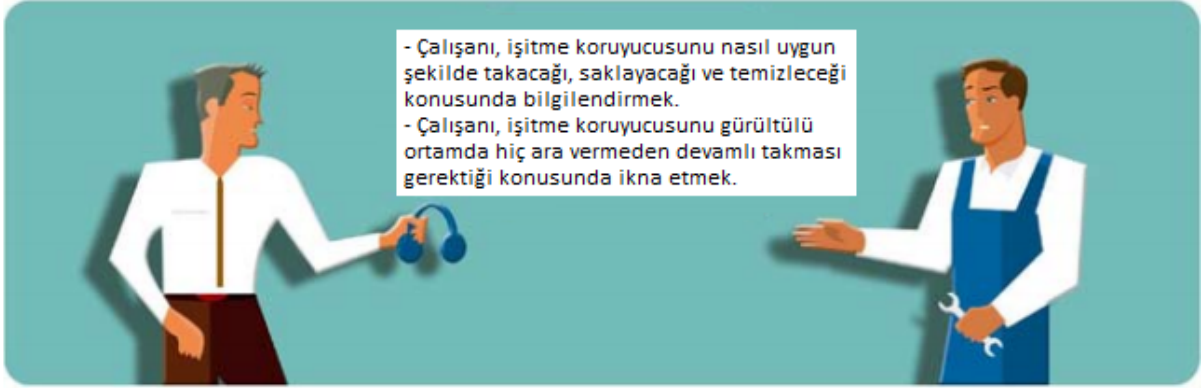 - Çalışanı, işitme koruyucusunu nasıl uygun
şekilde takacağı, saklayacağı ve temizleceği
konusunda bilgilendirmek.
- Çalışanı, işitme koruyucusunu gürültülü
ortamda hiç ara vermeden devamlı takması
gerektiği konusunda ikna etmek.